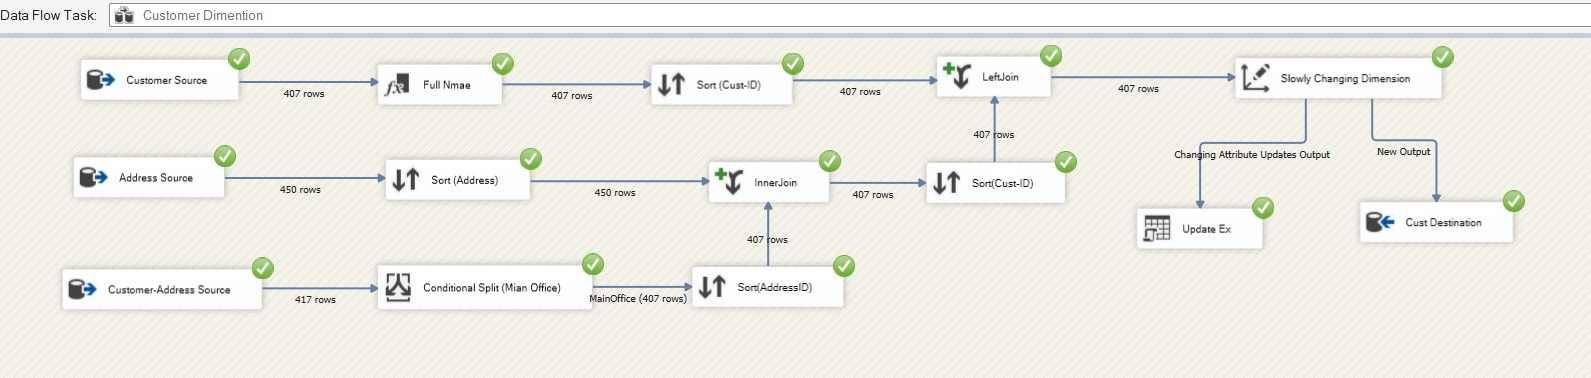 Data Flow Task: Customer Dimention
Customer Source
407 rows
Full Nmae
407 rows
Sort (Cust-ID)
407 rows
LeftJoin
407 rows
Slowly Changing Dimension
407 rows
Changing Attribute Updates Output
New Output
Address Source
450 rows
Sort (Address)
450 rows
InnerJoin
407 rows
Sort(Cust-ID)
Update Ex
Cust Destination
407 rows
Customer-Address Source
417 rows
Conditional Split (Mian Office)
MainOffice (407 rows)
Sort(AddressID)